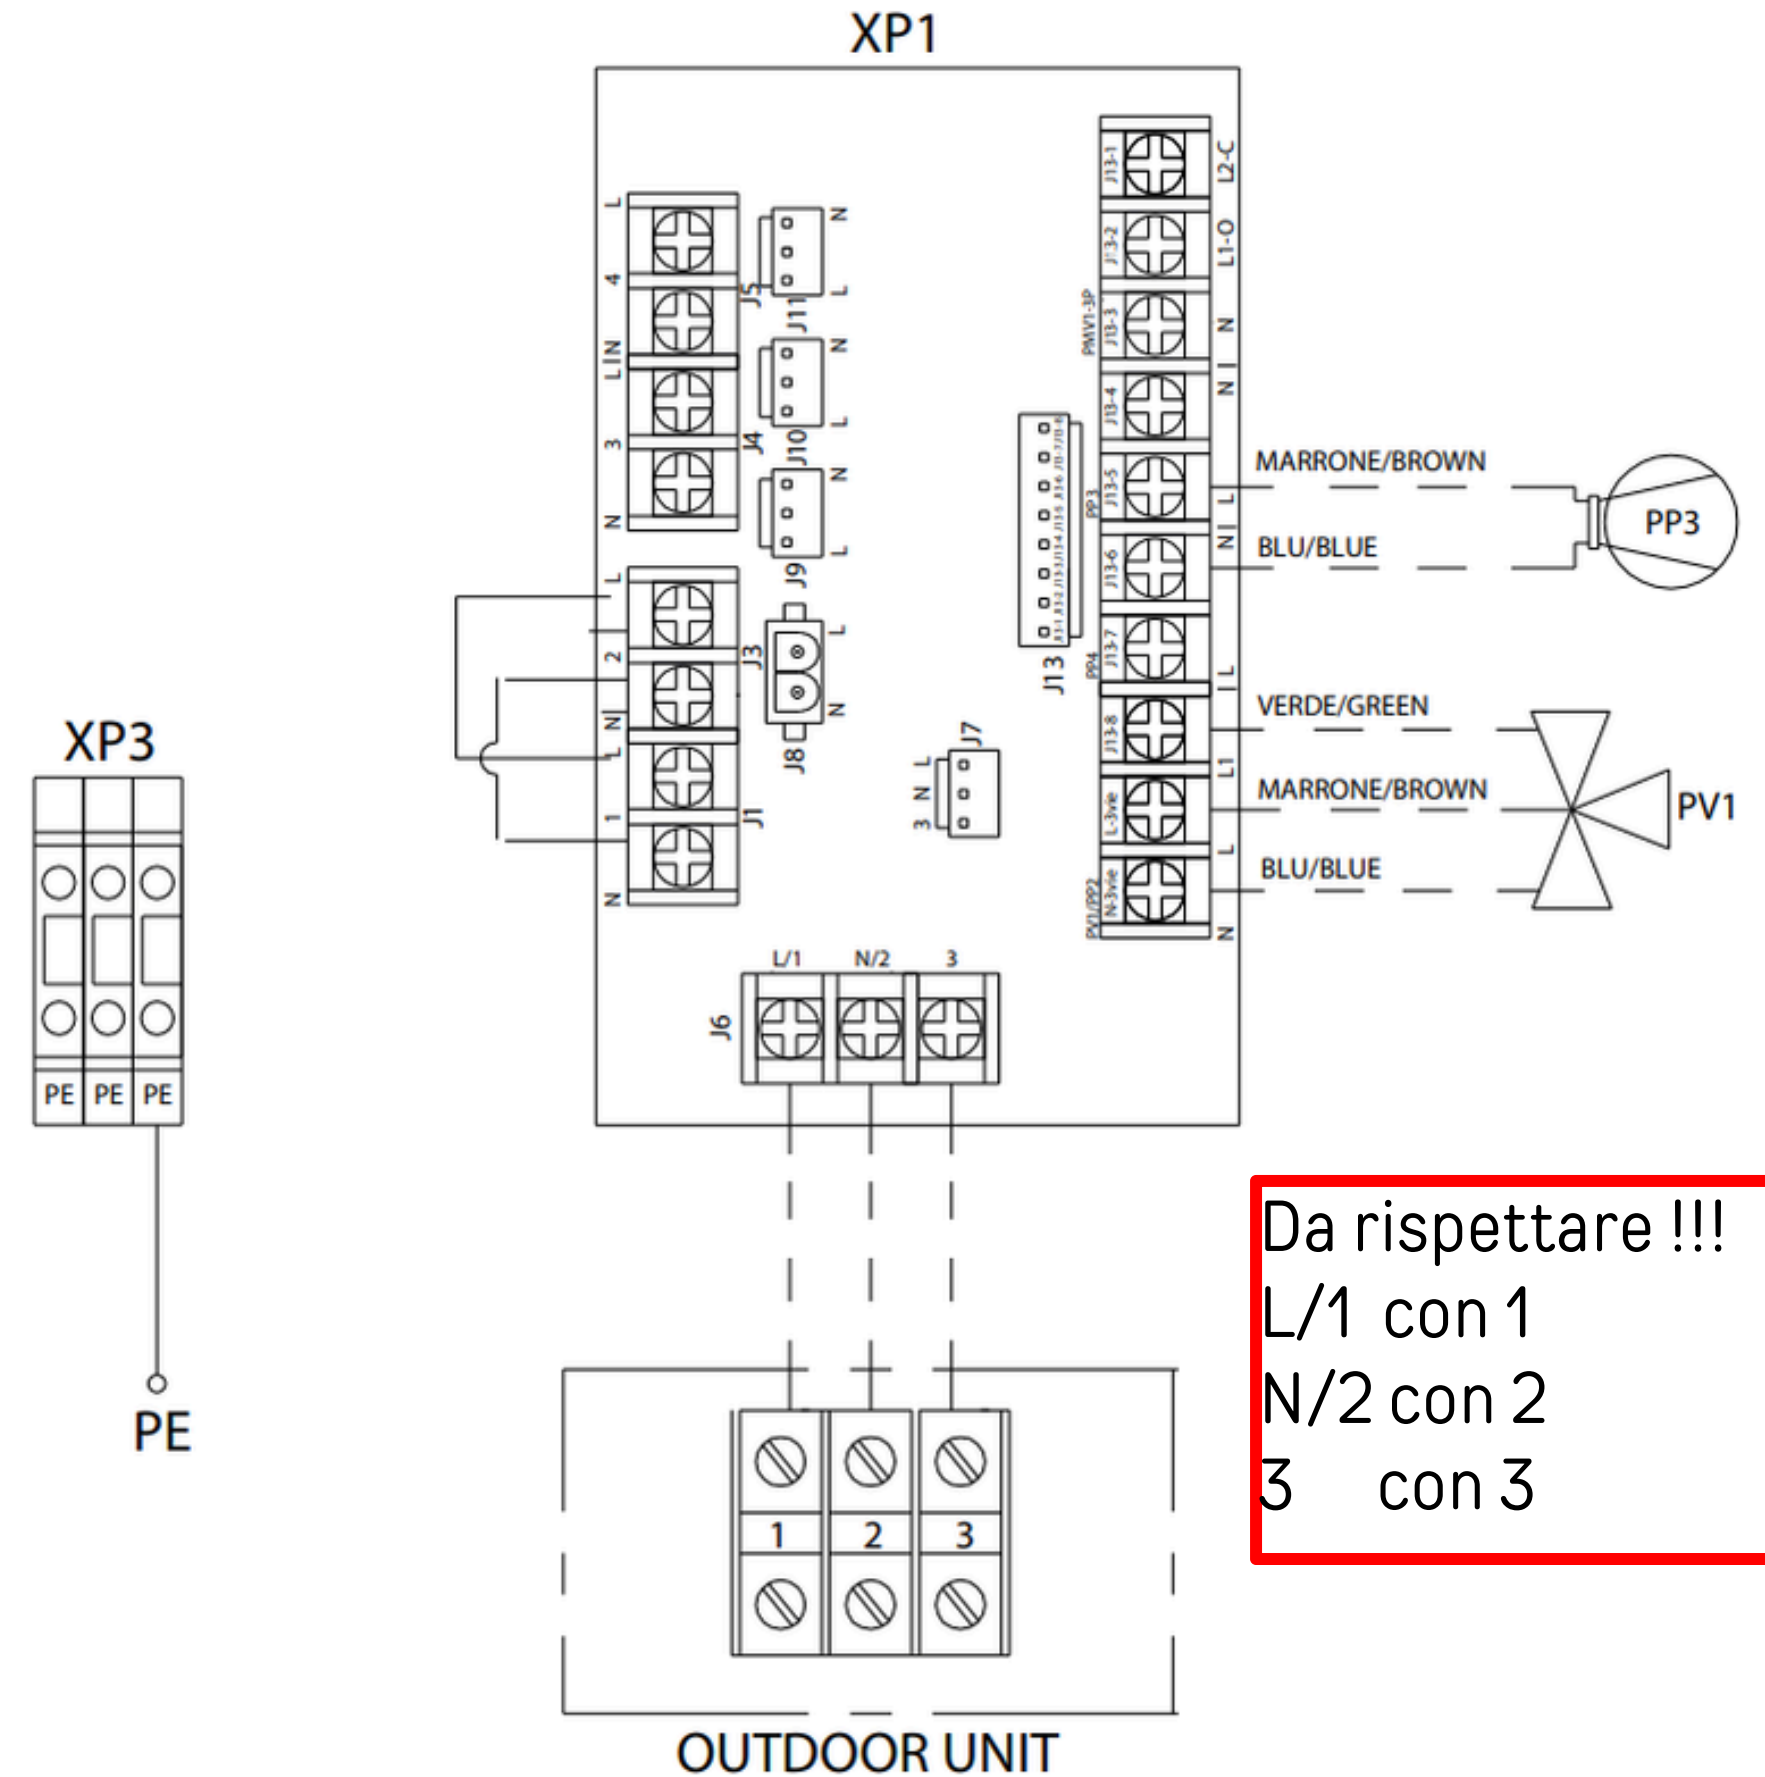 XP1
L
4
N
L
3
N
J5
J4
N
L
J11
N
L
J10
N
L
J9
L
2
N
L
1
N
J3
J1
L
N
J8
L
N
3
J7
J13
J13-1
L2-C
J13-2
L1-O
PMV1-3P
J13-3
N
J13-4
N
PP3
J13-5
L
J13-6
N
PP4
J13-7
L
J13-8
L1
L-3vie
L
PV1/PP2
N-3vie
N
MARRONE/BROWN
BLU/BLUE
PP3
VERDE/GREEN
MARRONE/BROWN
BLU/BLUE
PV1
XP3
PE PE PE
PE
L/1 N/2 3
J6
1 2 3
OUTDOOR UNIT
Da rispettare !!!
L/1 con 1
N/2 con 2
3 con 3